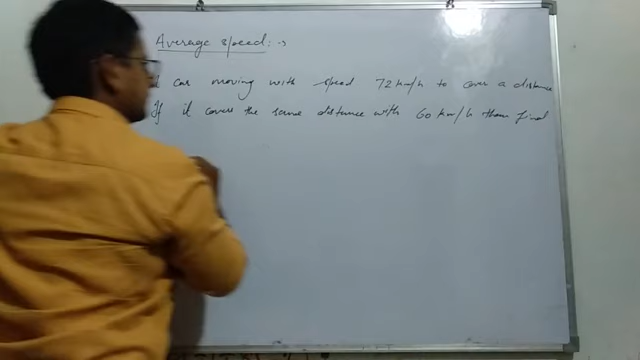 Average speed :→
car moving with speed 72 km/h to cover a distance
If it covers the same distance with 60 km/h then find